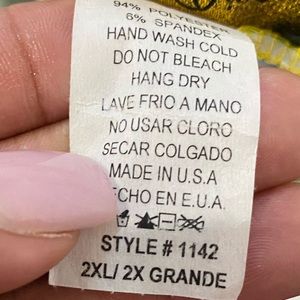 94% POLYESTER
6% SPANDEX
HAND WASH COLD
DO NOT BLEACH
HANG DRY
LAVE FRIO A MANO
NO USAR CLORO
SECAR COLGADO
MADE IN U.S.A
ECHO EN E.U.A.
STYLE # 1142
2XL/ 2X GRANDE